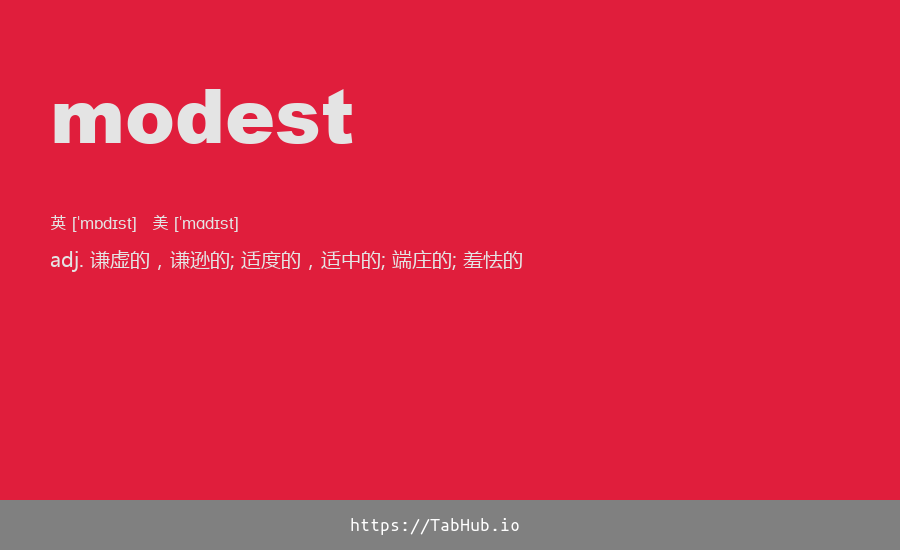 modest
英 [ˈmɒdɪst] 美 [ˈmɑdɪst]
adj. 谦虚的，谦逊的; 适度的，适中的; 端庄的; 羞怯的
https://TabHub.io